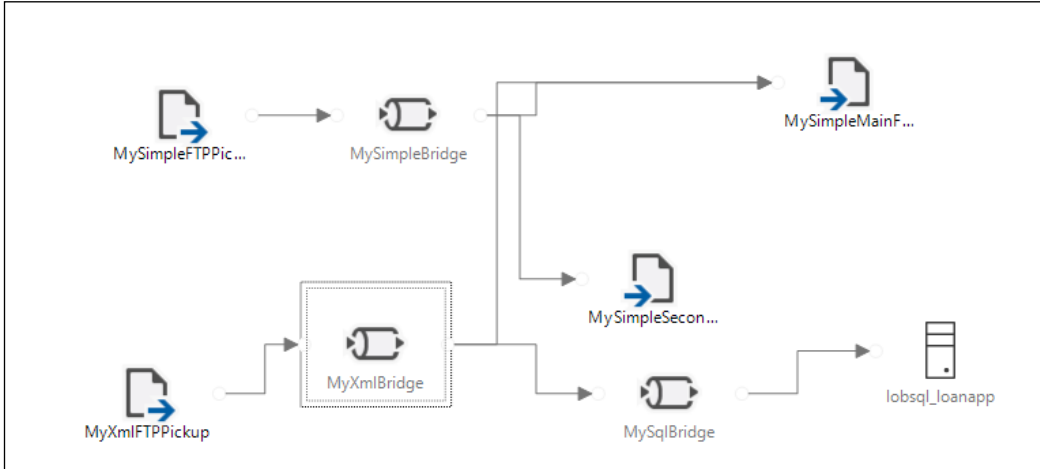 MySimpleMainF...
MySimpleFTPPic...
MySimpleBridge
MySimpleSecon...
MyXmlBridge
lobsql_loanapp
MyXmlFTPPickup
MySqlBridge